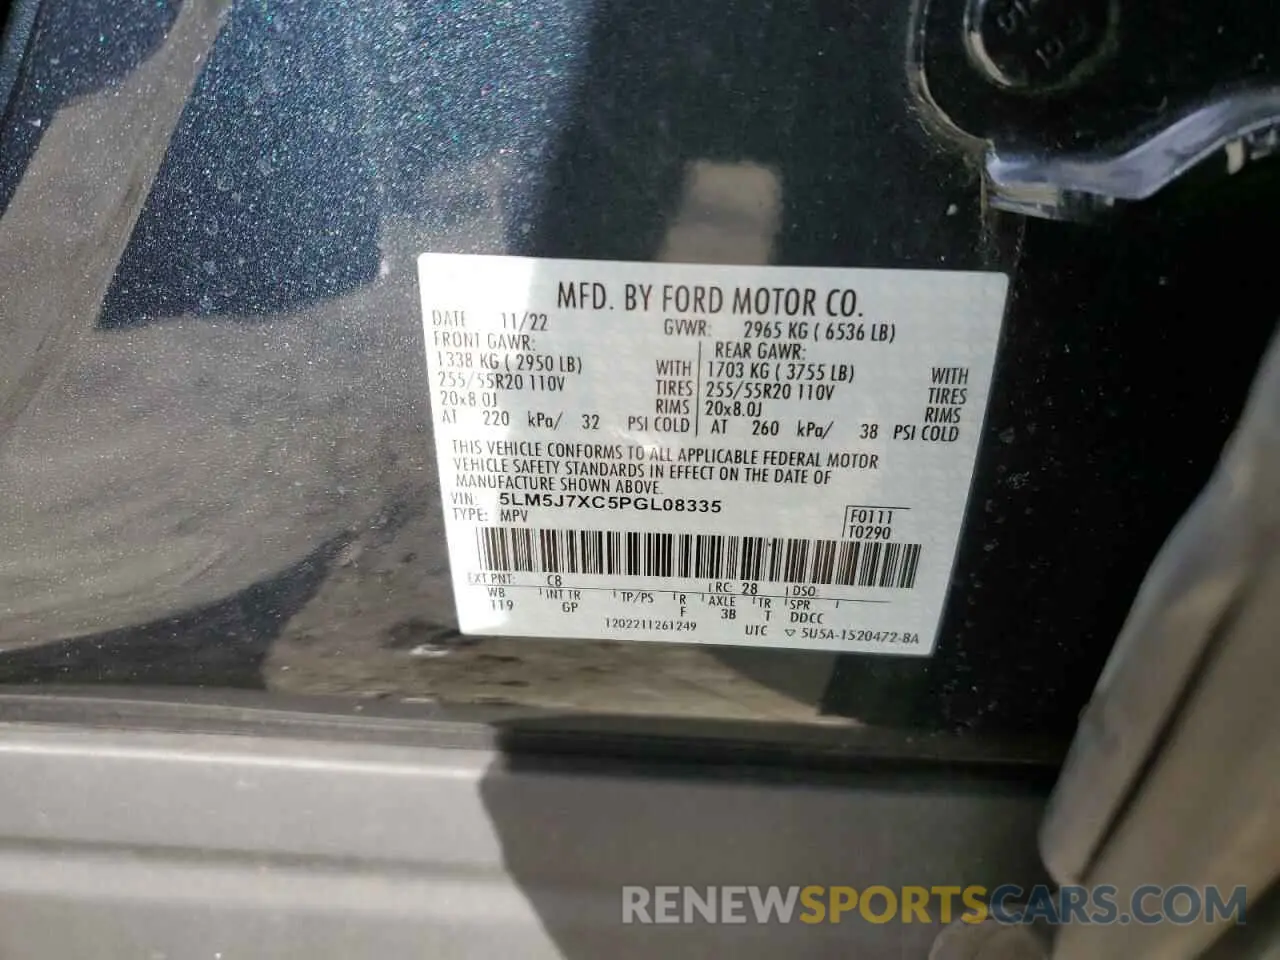 MFD. BY FORD MOTOR CO.
DATE 11/22 GVWR: 2965 KG ( 6536 LB)
FRONT GAWR: REAR GAWR:
1338 KG ( 2950 LB) WITH 1703 KG ( 3755 LB) WITH
255/55R20 110V TIRES 255/55R20 110V TIRES
20x8.0J RIMS 20x8.0J RIMS
AT 220 kPa/ 32 PSI COLD AT 260 kPa/ 38 PSI COLD
THIS VEHICLE CONFORMS TO ALL APPLICABLE FEDERAL MOTOR
VEHICLE SAFETY STANDARDS IN EFFECT ON THE DATE OF
MANUFACTURE SHOWN ABOVE.
VIN: 5LM5J7XC5PGL08335
TYPE: MPV F0111
T0290
EXT PNT: C8 RC: 28 DSO:
WB INT TR TP/PS R AXLE TR SPR
119 GP F 3B T DDCC
1202211261249 UTC ▽ 5U5A-1520472-BA
RENEWSPORTSCARS.COM